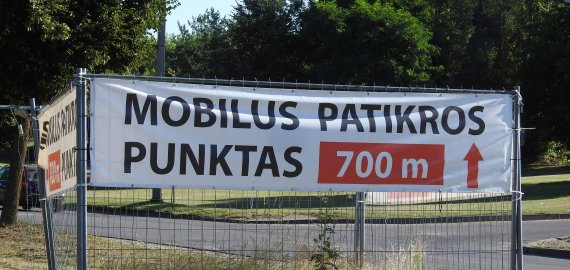 MOBILUS PATIKROS
PUNKTAS 700 m